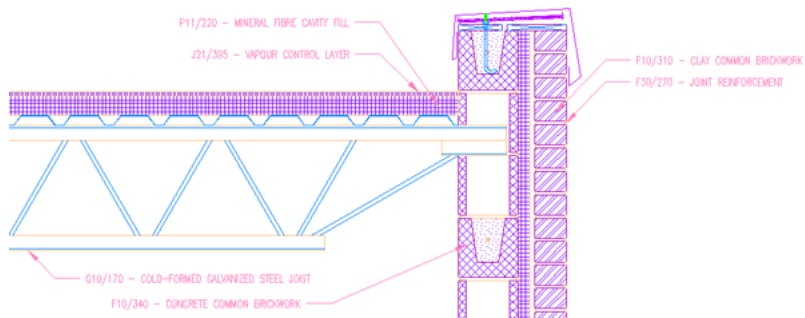 P11/220 – MINERAL FIBRE CAVITY FILL
J21/395 – VAPOUR CONTROL LAYER
F10/310 – CLAY COMMON BRICKWORK
F30/270 – JOINT REINFORCEMENT
G10/170 – COLD-FORMED GALVANIZED STEEL JOIST
F10/340 – CONCRETE COMMON BRICKWORK